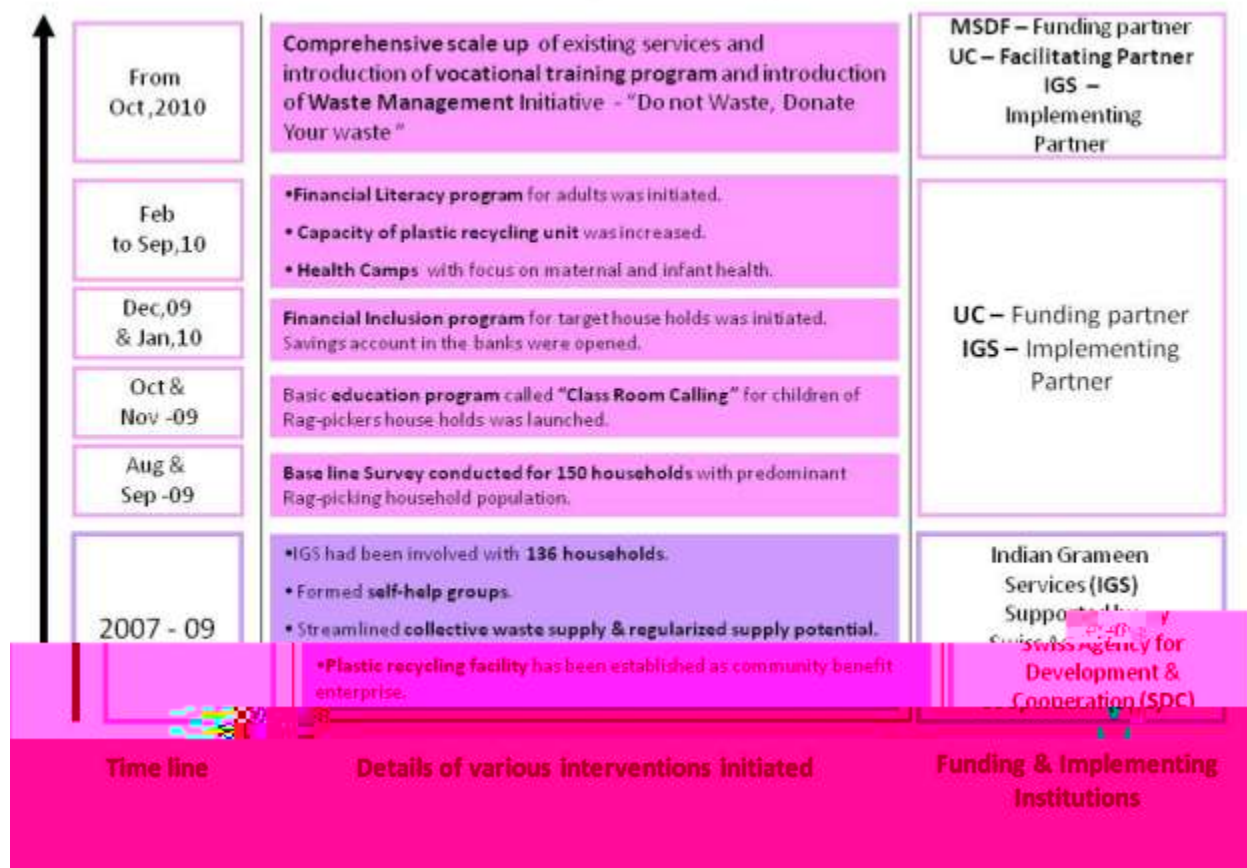 From
Oct ,2010
Comprehensive scale up of existing services and
introduction of vocational training program and introduction
of Waste Management Initiative - "Do not Waste, Donate
Your waste "
MSDF – Funding partner
UC – Facilitating Partner
IGS –
Implementing
Partner
Feb
to Sep,10
•Financial Literacy program for adults was initiated.
• Capacity of plastic recycling unit was increased.
• Health Camps with focus on maternal and infant health.
Dec,09
& Jan,10
Financial Inclusion program for target house holds was initiated.
Savings account in the banks were opened.
Oct &
Nov -09
Basic education program called "Class Room Calling" for children of
Rag-pickers house holds was launched.
Aug &
Sep -09
Base line Survey conducted for 150 households with predominant
Rag-picking household population.
UC – Funding partner
IGS – Implementing
Partner
2007 - 09
•IGS had been involved with 136 households.
• Formed self-help groups.
• Streamlined collective waste supply & regularized supply potential.
•Plastic recycling facility has been established as community benefit
enterprise.
Indian Grameen
Services (IGS)
Swiss Agency for
Development &
Cooperation (SDC)
Time line
Details of various interventions initiated
Funding & Implementing
Institutions